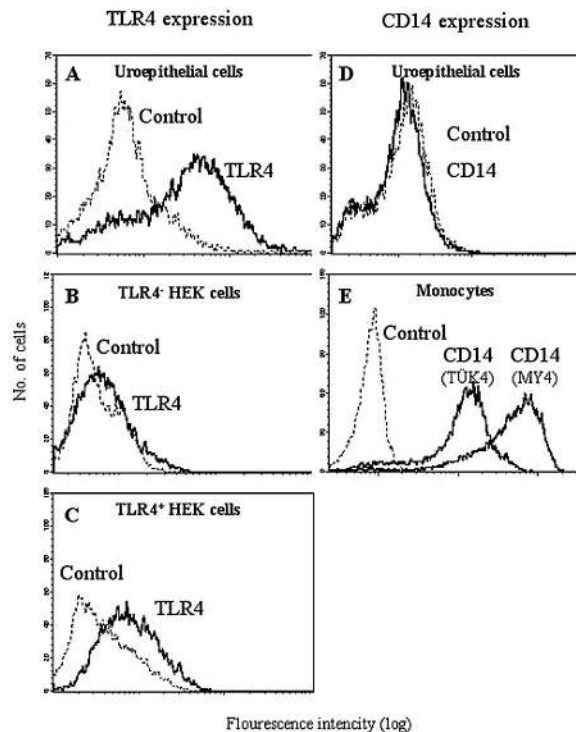 TLR4 expression
CD14 expression
A
Uroepithelial cells
Control
TLR4
D
Uroepithelial cells
Control
CD14
B
TLR4- HEK cells
Control
TLR4
E
Monocytes
Control
CD14
(TÜK4)
CD14
(MY4)
C
TLR4+ HEK cells
Control
TLR4
No. of cells
Flourescence intencity (log)